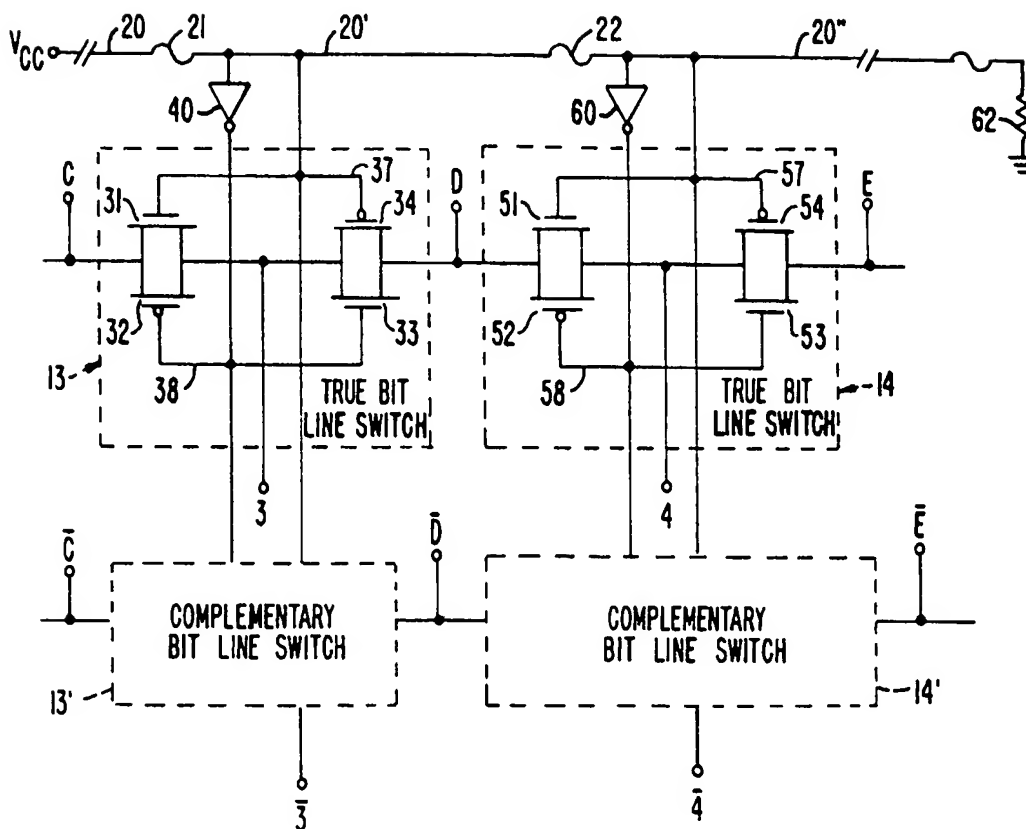 VCC 20 21 20' 22 20"
40 60 62
C 31 37 34 D 51 57 54 E
32 33 52 53
13 38 58 14
TRUE BIT
LINE SWITCH
TRUE BIT
LINE SWITCH
3 4
C̄ D̄ Ē
COMPLEMENTARY
BIT LINE SWITCH
COMPLEMENTARY
BIT LINE SWITCH
13' 14'
3̄ 4̄